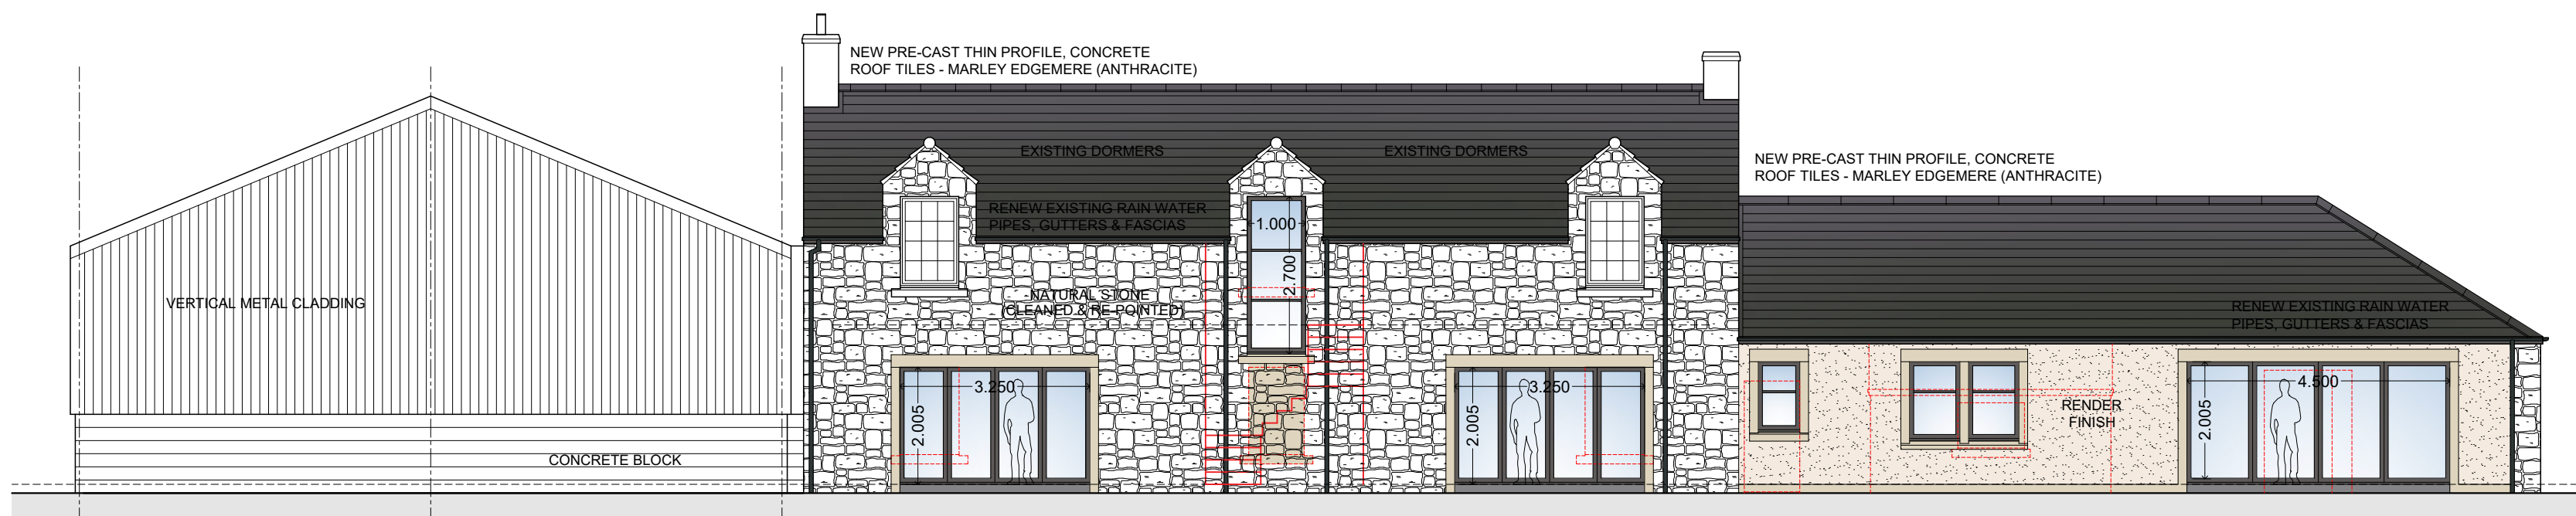 NEW PRE-CAST THIN PROFILE, CONCRETE
ROOF TILES - MARLEY EDGEMERE (ANTHRACITE)
EXISTING DORMERS
EXISTING DORMERS
NEW PRE-CAST THIN PROFILE, CONCRETE
ROOF TILES - MARLEY EDGEMERE (ANTHRACITE)
RENEW EXISTING RAIN WATER
PIPES, GUTTERS & FASCIAS
1.000
2.700
VERTICAL METAL CLADDING
NATURAL STONE
(CLEANED & RE-POINTED)
RENEW EXISTING RAIN WATER
PIPES, GUTTERS & FASCIAS
3.250
2.005
3.250
2.005
RENDER
FINISH
4.500
2.005
CONCRETE BLOCK